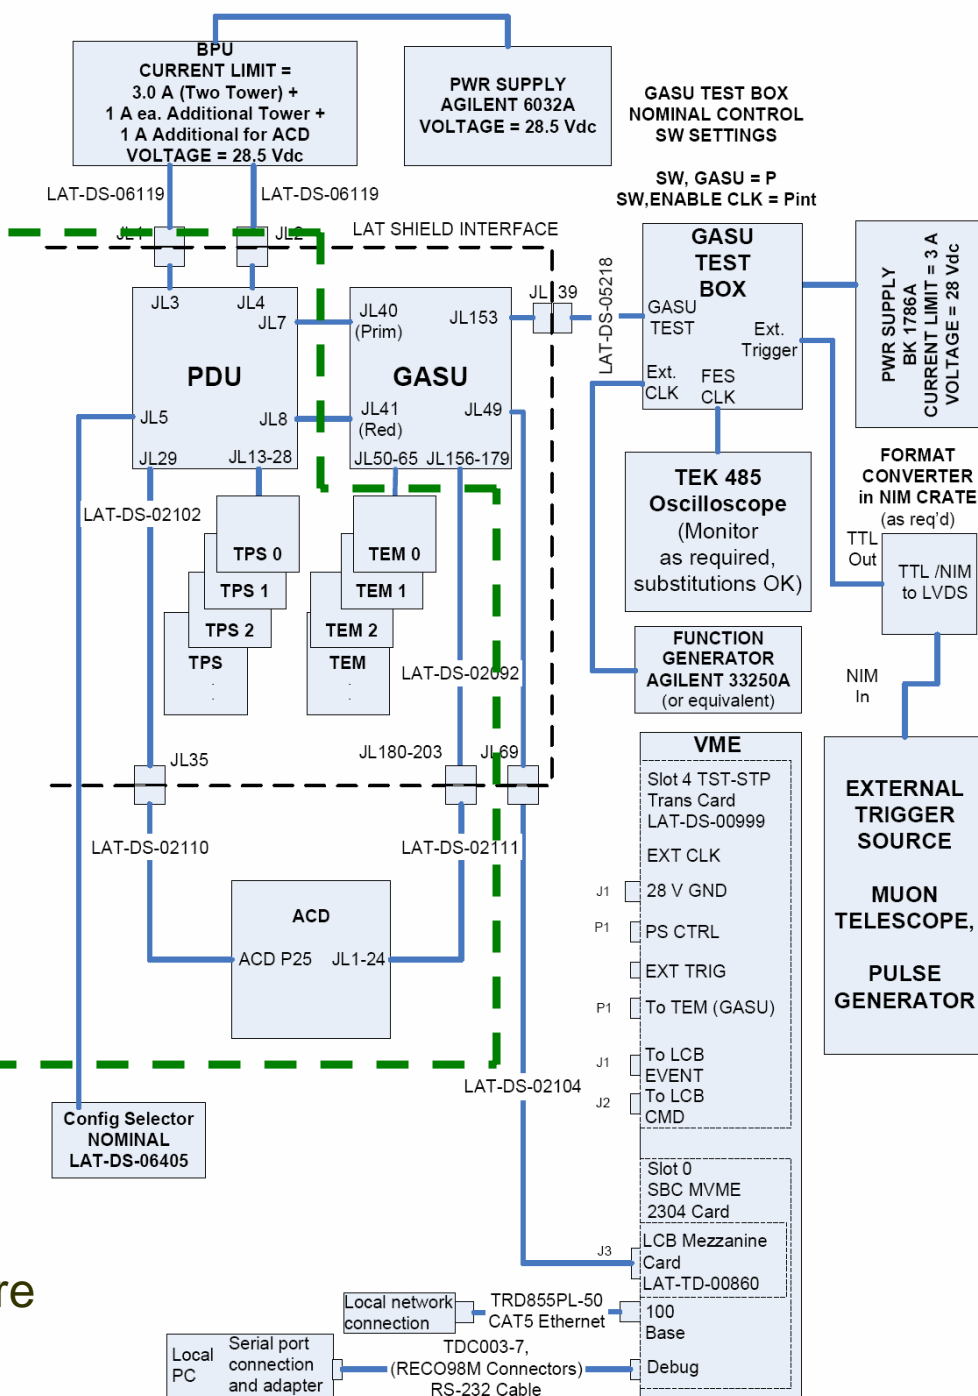 BPU
CURRENT LIMIT =
3.0 A (Two Tower) +
1 A ea. Additional Tower +
1 A Additional for ACD
VOLTAGE = 28.5 Vdc
PWR SUPPLY
AGILENT 6032A
VOLTAGE = 28.5 Vdc
GASU TEST BOX
NOMINAL CONTROL
SW SETTINGS
SW, GASU = P
SW,ENABLE CLK = Pint
LAT-DS-06119
LAT-DS-06119
JL1
JL2
LAT SHIELD INTERFACE
JL3
JL4
JL7
PDU
JL5
JL8
JL29
JL13-28
JL40
(Prim)
JL153
GASU
JL41
(Red)
JL49
JL50-65
JL156-179
JL 39
LAT-DS-05218
GASU
TEST
BOX
GASU
TEST
Ext.
Trigger
Ext.
CLK
FES
CLK
PWR SUPPLY
BK 1786A
CURRENT LIMIT = 3 A
VOLTAGE = 28 Vdc
TEK 485
Oscilloscope
(Monitor
as required,
substitutions OK)
FORMAT
CONVERTER
in NIM CRATE
(as req'd)
TTL
Out
TTL /NIM
to LVDS
NIM
In
LAT-DS-02102
TPS 0
TPS 1
TPS 2
TPS
TEM 0
TEM 1
TEM 2
TEM
LAT-DS-02092
FUNCTION
GENERATOR
AGILENT 33250A
(or equivalent)
EXTERNAL
TRIGGER
SOURCE
MUON
TELESCOPE,
PULSE
GENERATOR
JL35
JL180-203
JL69
LAT-DS-02110
LAT-DS-02111
ACD
ACD P25
JL1-24
LAT-DS-02104
Config Selector
NOMINAL
LAT-DS-06405
VME
Slot 4 TST-STP
Trans Card
LAT-DS-00999
EXT CLK
J1
28 V GND
P1
PS CTRL
EXT TRIG
P1
To TEM (GASU)
J1
To LCB
EVENT
J2
To LCB
CMD
Slot 0
SBC MVME
2304 Card
J3
LCB Mezzanine
Card
LAT-TD-00860
100
Base
Debug
re
Local network
connection
TRD855PL-50
CAT5 Ethernet
Local
PC
Serial port
connection
and adapter
TDC003-7,
(RECO98M Connectors)
RS-232 Cable